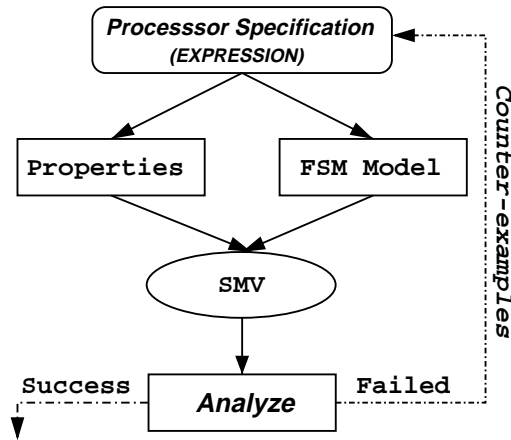 Processsor Specification
(EXPRESSION)
Properties
FSM Model
Counter-examples
SMV
Success
Analyze
Failed